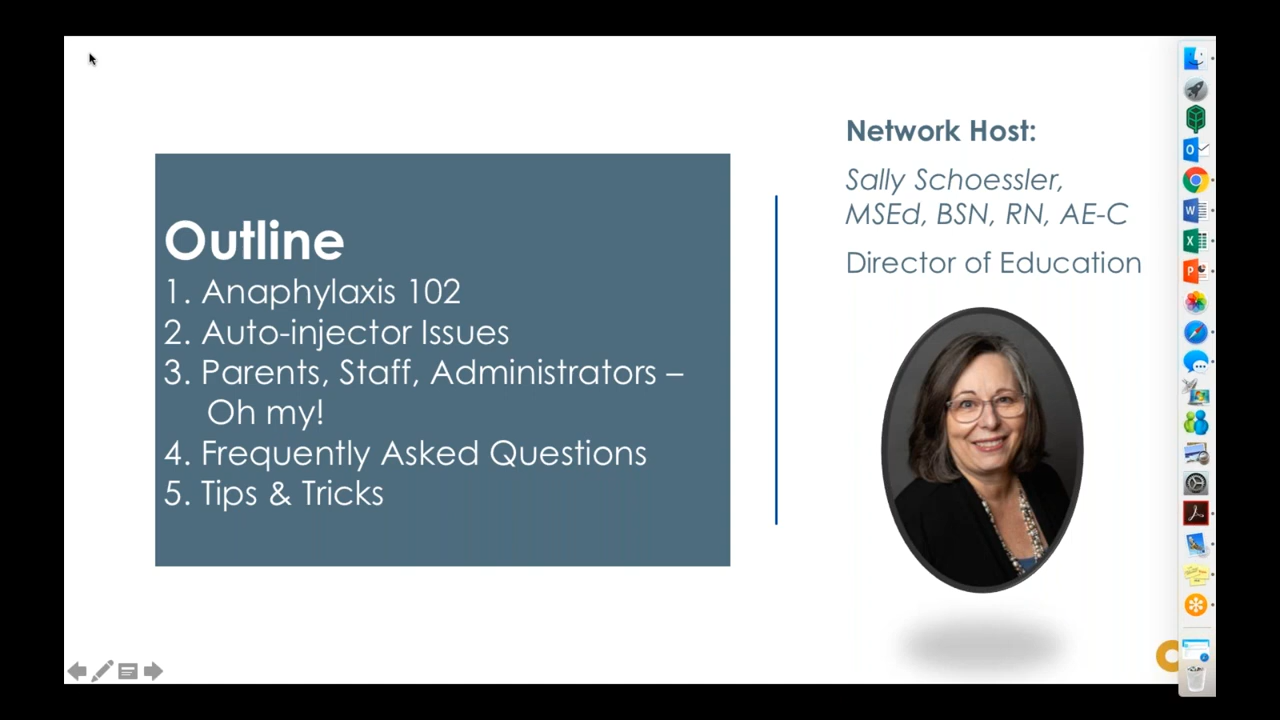 Outline
1. Anaphylaxis 102
2. Auto-injector Issues
3. Parents, Staff, Administrators –
Oh my!
4. Frequently Asked Questions
5. Tips & Tricks
Network Host:
Sally Schoessler,
MSEd, BSN, RN, AE-C
Director of Education